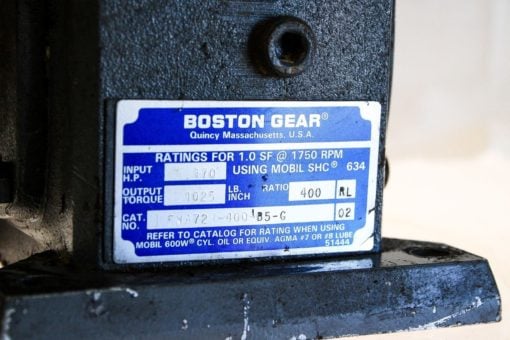 BOSTON GEAR®
Quincy Massachusetts, U.S.A.
RATINGS FOR 1.0 SF @ 1750 RPM
INPUT H.P. USING MOBIL SHC® 634
OUTPUT TORQUE LB. INCH RATIO 400 RL
CAT. NO. 02
REFER TO CATALOG FOR RATING WHEN USING
MOBIL 600W® CYL. OIL OR EQUIV. AGMA #7 OR #8 LUBE
51444